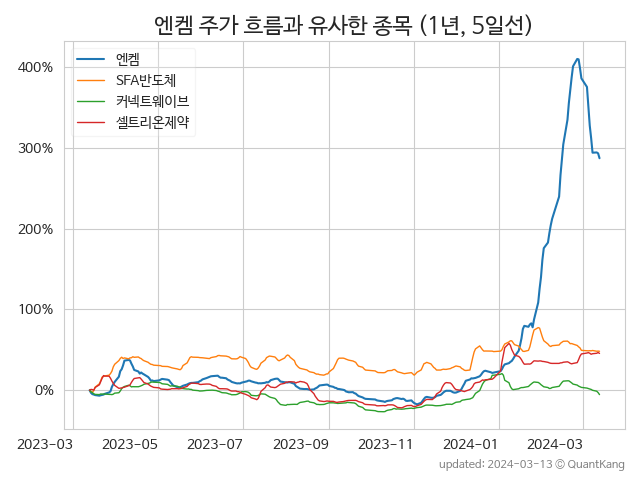 엔켐 주가 흐름과 유사한 종목 (1년, 5일선)
엔켐
SFA반도체
커넥트웨이브
셀트리온제약
400%
300%
200%
100%
0%
2023-03 2023-05 2023-07 2023-09 2023-11 2024-01 2024-03
updated: 2024-03-13 ⓒ QuantKang